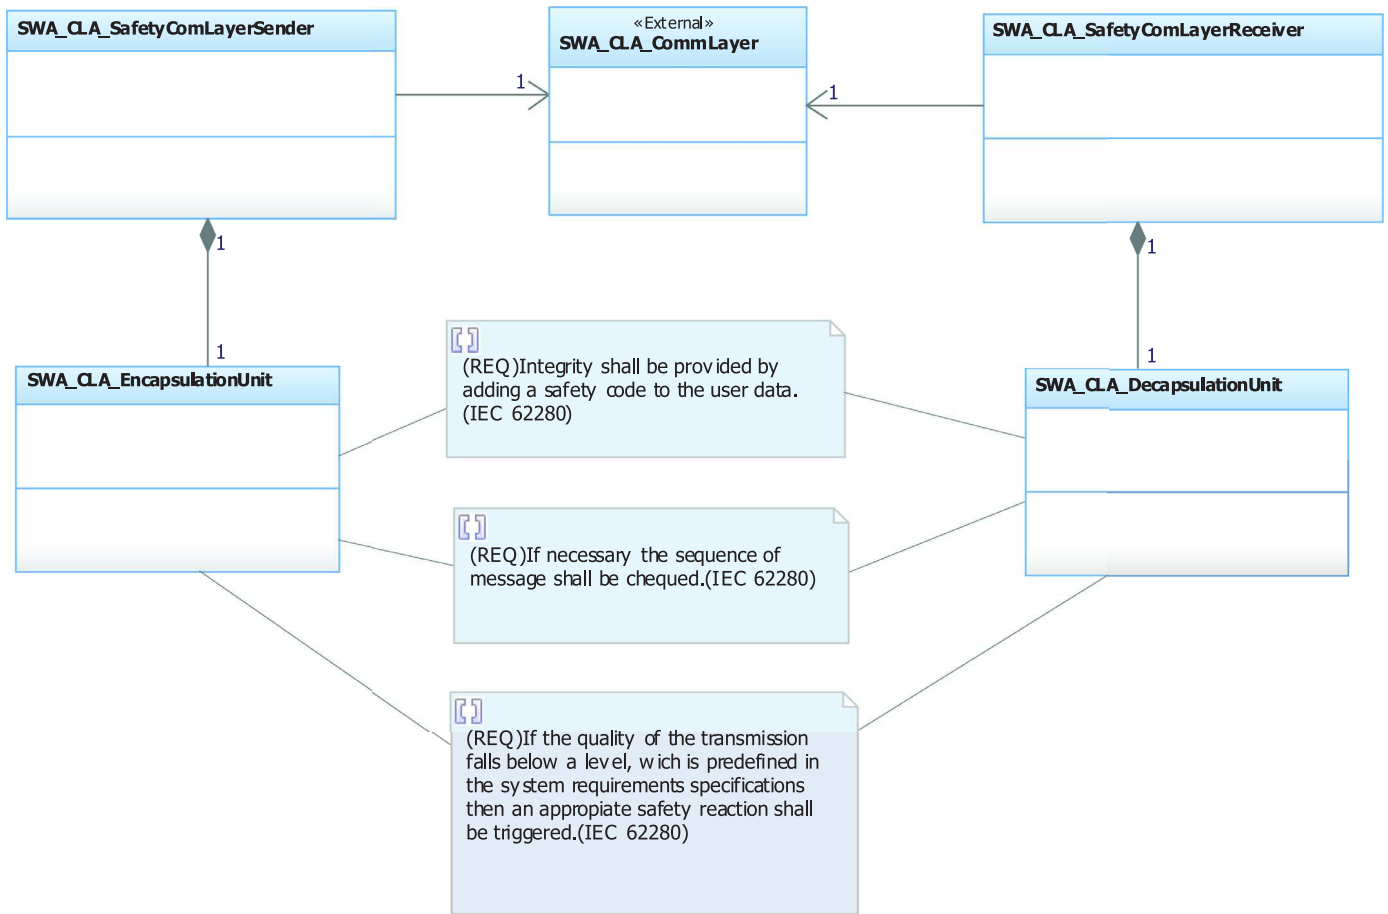 SWA_CLA_SafetyComLayerSender
«External»
SWA_CLA_CommLayer
SWA_CLA_SafetyComLayerReceiver
1
1
1
1
1
1
SWA_CLA_EncapsulationUnit
(REQ)Integrity shall be provided by
adding a safety code to the user data.
(IEC 62280)
SWA_CLA_DecapsulationUnit
(REQ)If necessary the sequence of
message shall be chequed.(IEC 62280)
(REQ)If the quality of the transmission
falls below a level, wich is predefined in
the system requirements specifications
then an appropiate safety reaction shall
be triggered.(IEC 62280)